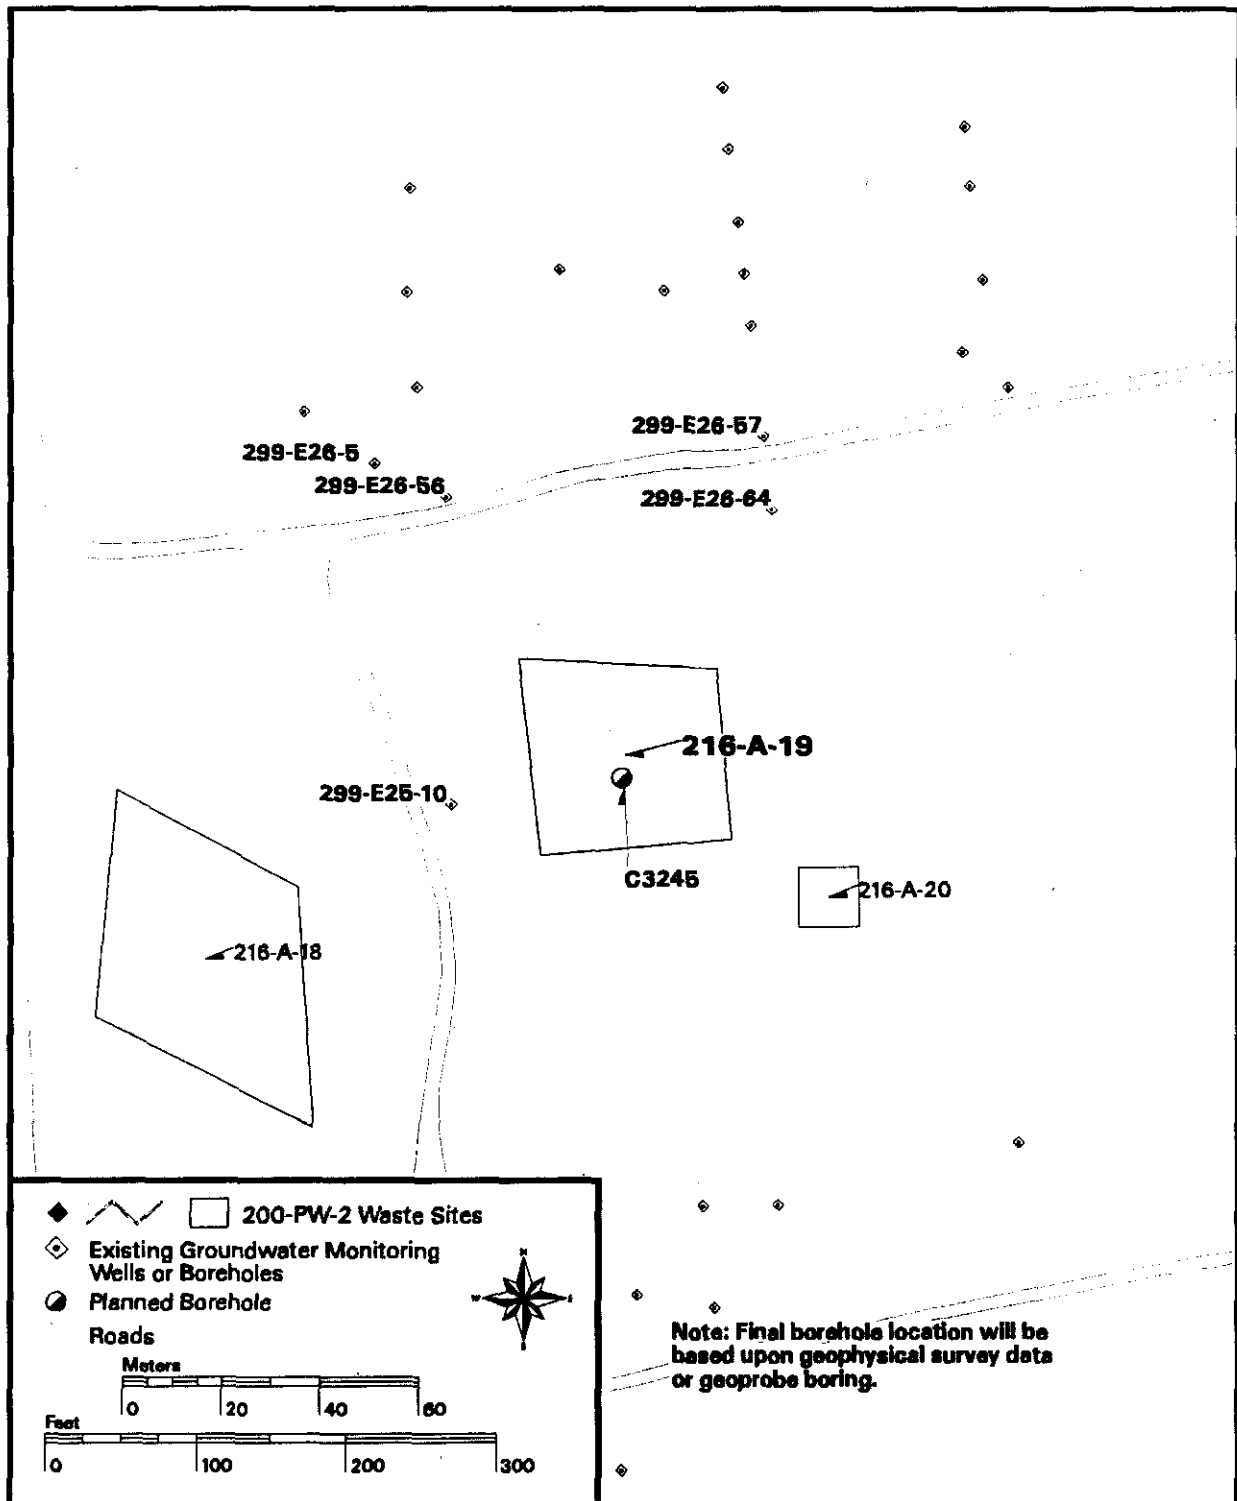 299-E26-57
299-E26-5
299-E26-56
299-E26-64
216-A-19
299-E25-10
C3245
216-A-20
216-A-18
200-PW-2 Waste Sites
Existing Groundwater Monitoring
Wells or Boreholes
Planned Borehole
Roads
N
W
E
S
Meters
0 20 40 60
Feet
0 100 200 300
Note: Final borehole location will be
based upon geophysical survey data
or geoprobe boring.